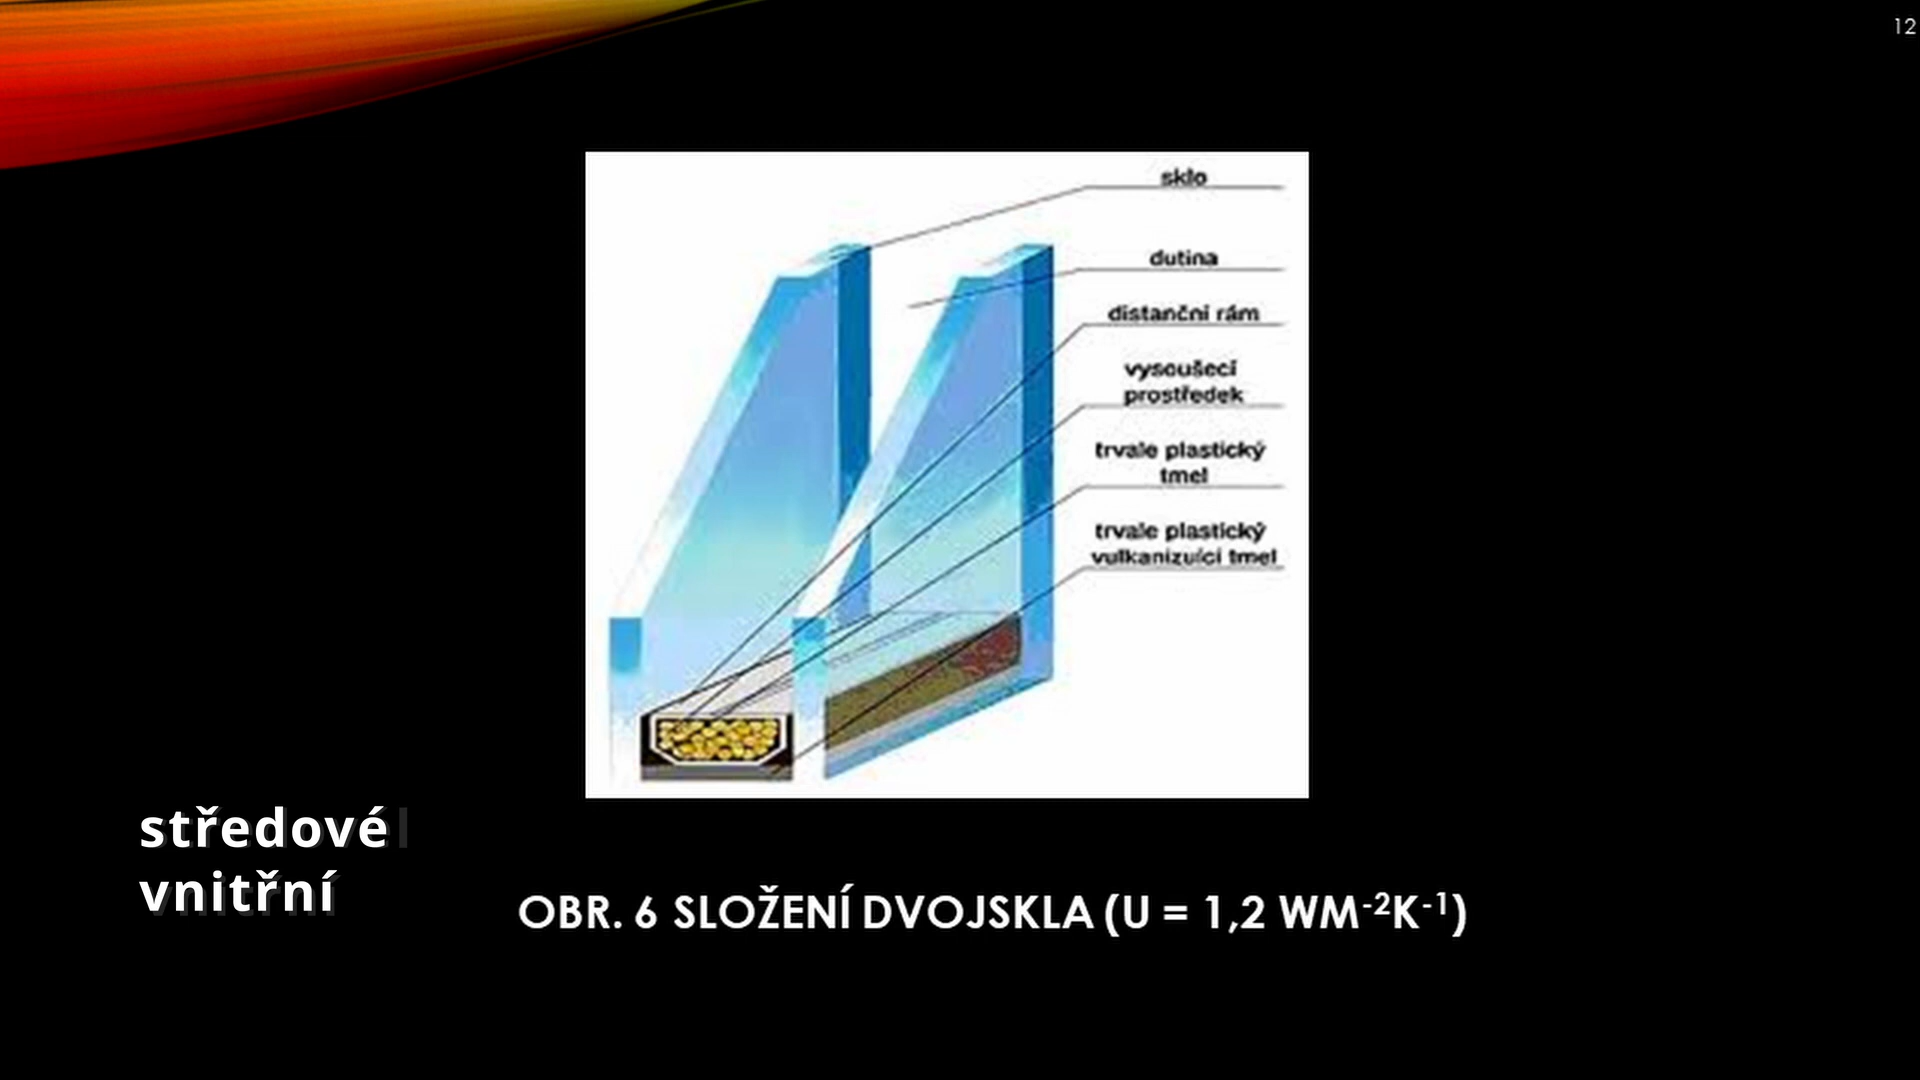 12
sklo
dutina
distanční rám
vysoušecí
prostředek
trvale plastický
tmel
trvale plastický
vulkanizuící tmel
středové
vnitřní
OBR. 6 SLOŽENÍ DVOJSKLA (U = 1,2 WM⁻²K⁻¹)